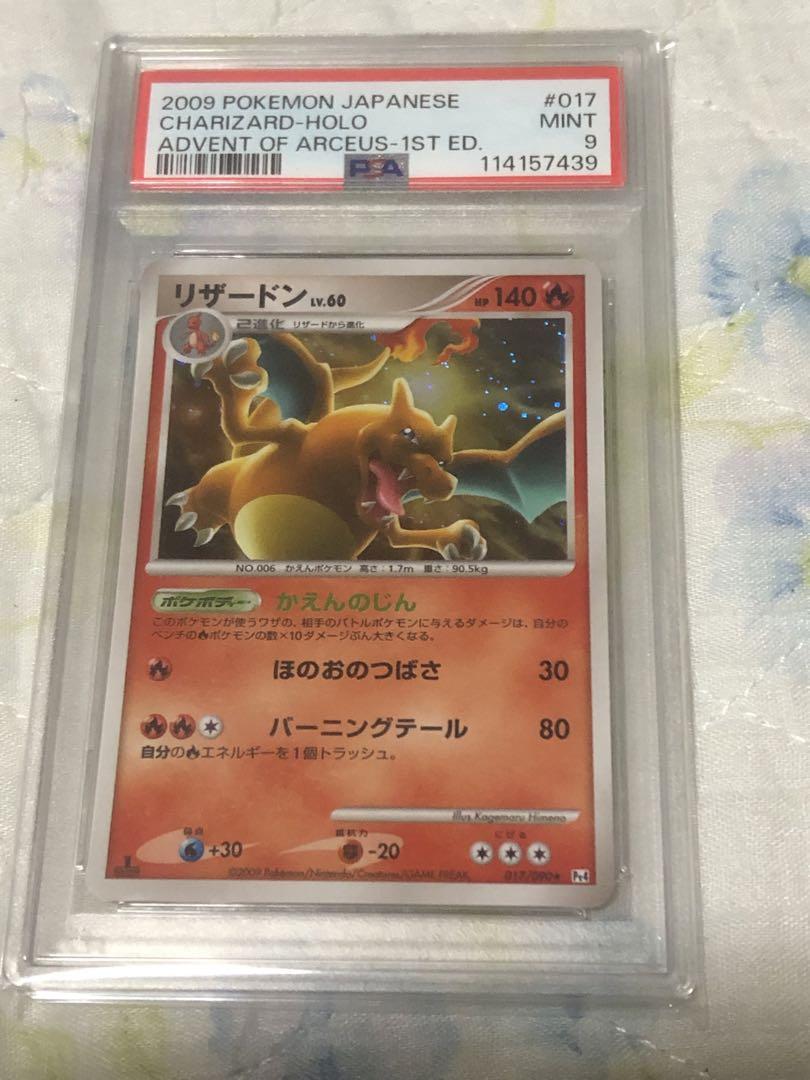 2009 POKEMON JAPANESE #017
CHARIZARD-HOLO MINT
ADVENT OF ARCEUS-1ST ED. 9
PSA 114157439
リザードン LV.60 HP 140
2進化 リザードから進化
NO.006 かえんポケモン 高さ:1.7m 重さ:90.5kg
ポケボディー かえんのじん
このポケモンが使うワザの、相手のバトルポケモンに与えるダメージは、自分の
ベンチのポケモンの数×10ダメージぶん大きくなる。
ほのおのつばさ 30
バーニングテール 80
自分のエネルギーを1個トラッシュ。
Illus. Kagemaru Himeno
弱点 抵抗力 にげる
+30 -20
©2009 Pokémon/Nintendo/Creatures/GAME FREAK. 017/090★ Pt4
1